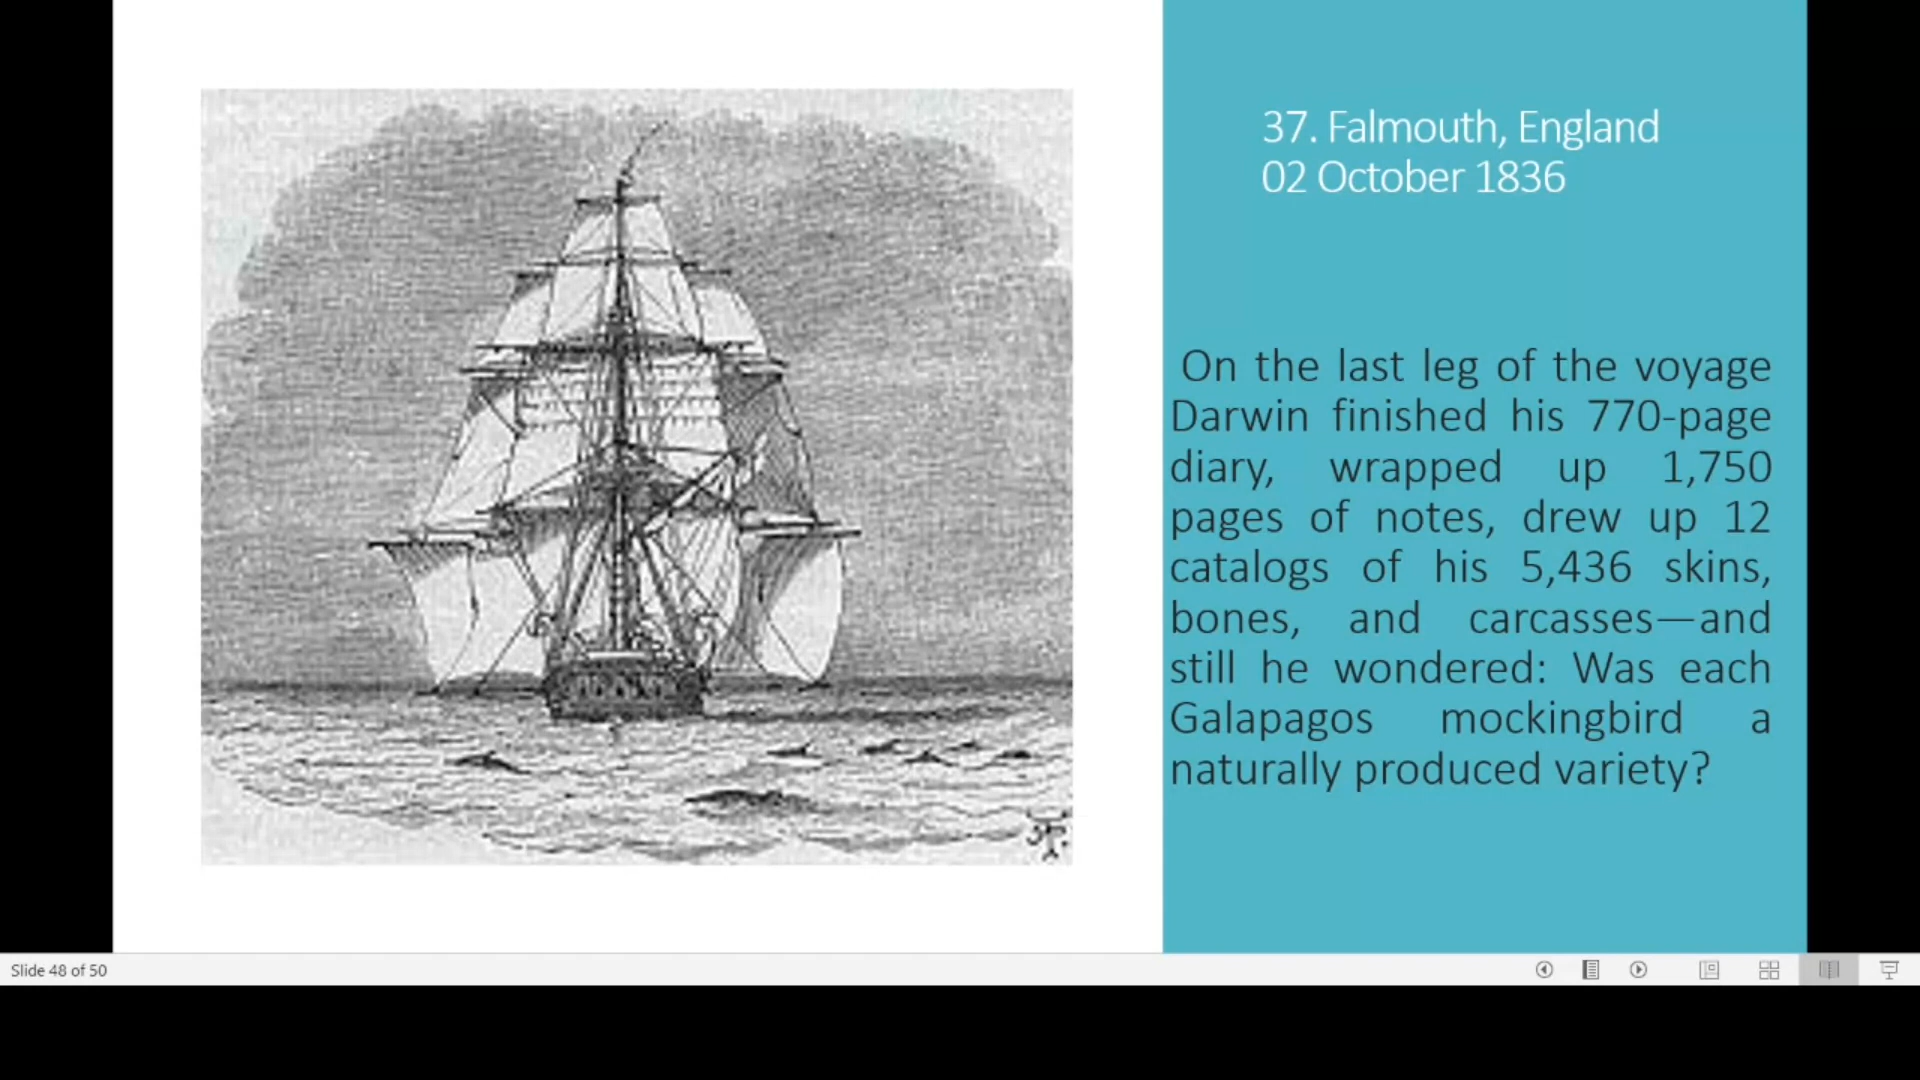 37. Falmouth, England
02 October 1836
On the last leg of the voyage
Darwin finished his 770-page
diary, wrapped up 1,750
pages of notes, drew up 12
catalogs of his 5,436 skins,
bones, and carcasses—and
still he wondered: Was each
Galapagos mockingbird a
naturally produced variety?
Slide 48 of 50